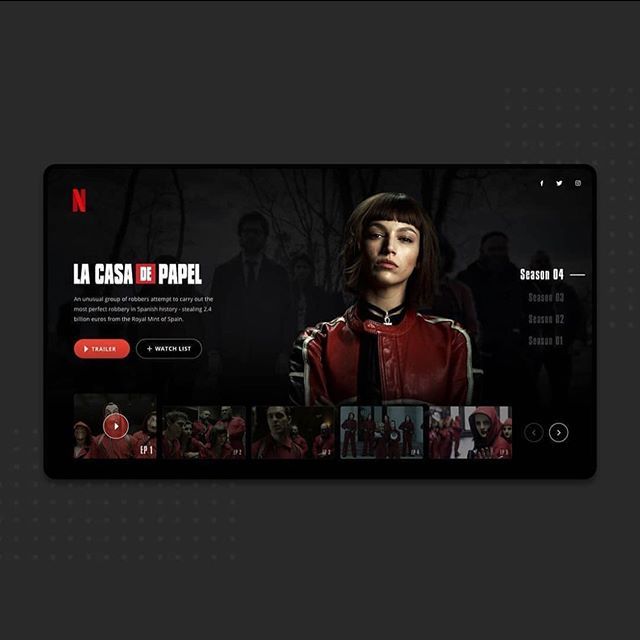 N
LA CASA DE PAPEL
An unusual group of robbers attempt to carry out the
most perfect robbery in Spanish history - stealing 2.4
billion euros from the Royal Mint of Spain.
TRAILER
+ WATCH LIST
Season 04
Season 03
Season 02
Season 01
EP 1
EP 2
EP 3
EP 4
EP 5